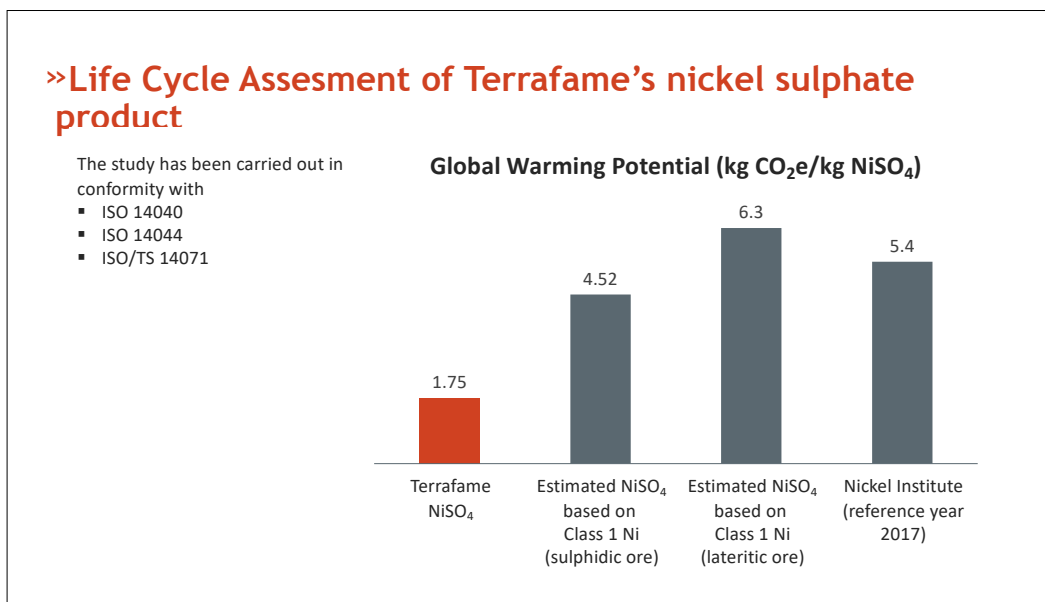 »Life Cycle Assesment of Terrafame’s nickel sulphate
product
The study has been carried out in
conformity with
▪ ISO 14040
▪ ISO 14044
▪ ISO/TS 14071
Global Warming Potential (kg CO₂e/kg NiSO₄)
1.75
4.52
6.3
5.4
Terrafame
NiSO₄
Estimated NiSO₄
based on
Class 1 Ni
(sulphidic ore)
Estimated NiSO₄
based on
Class 1 Ni
(lateritic ore)
Nickel Institute
(reference year
2017)